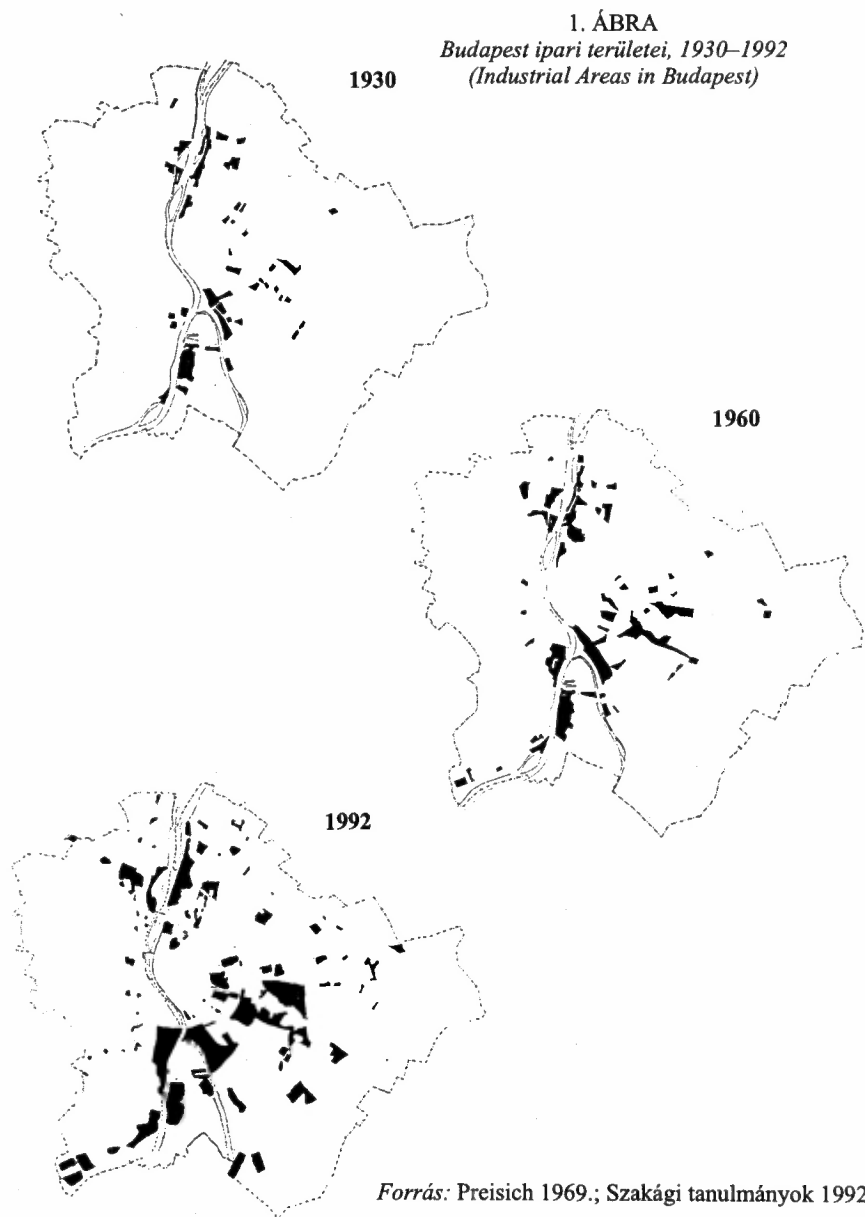 1. ÁBRA
Budapest ipari területei, 1930–1992
(Industrial Areas in Budapest)
1930
1960
1992
Forrás: Preisich 1969.; Szakági tanulmányok 1992